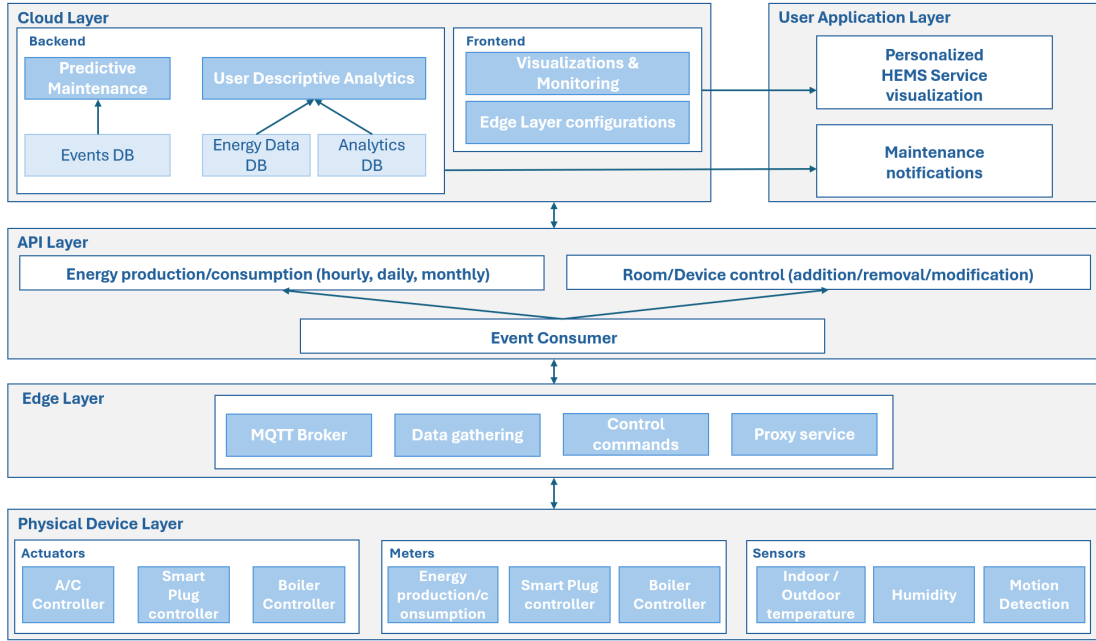 Cloud Layer
Backend
Predictive
Maintenance
User Descriptive Analytics
Events DB
Energy Data
DB
Analytics
DB
Frontend
Visualizations &
Monitoring
Edge Layer configurations
User Application Layer
Personalized
HEMS Service
visualization
Maintenance
notifications
API Layer
Energy production/consumption (hourly, daily, monthly)
Room/Device control (addition/removal/modification)
Event Consumer
Edge Layer
MQTT Broker
Data gathering
Control
commands
Proxy service
Physical Device Layer
Actuators
A/C
Controller
Smart
Plug
controller
Boiler
Controller
Meters
Energy
production/c
onsumption
Smart Plug
controller
Boiler
Controller
Sensors
Indoor /
Outdoor
temperature
Humidity
Motion
Detection